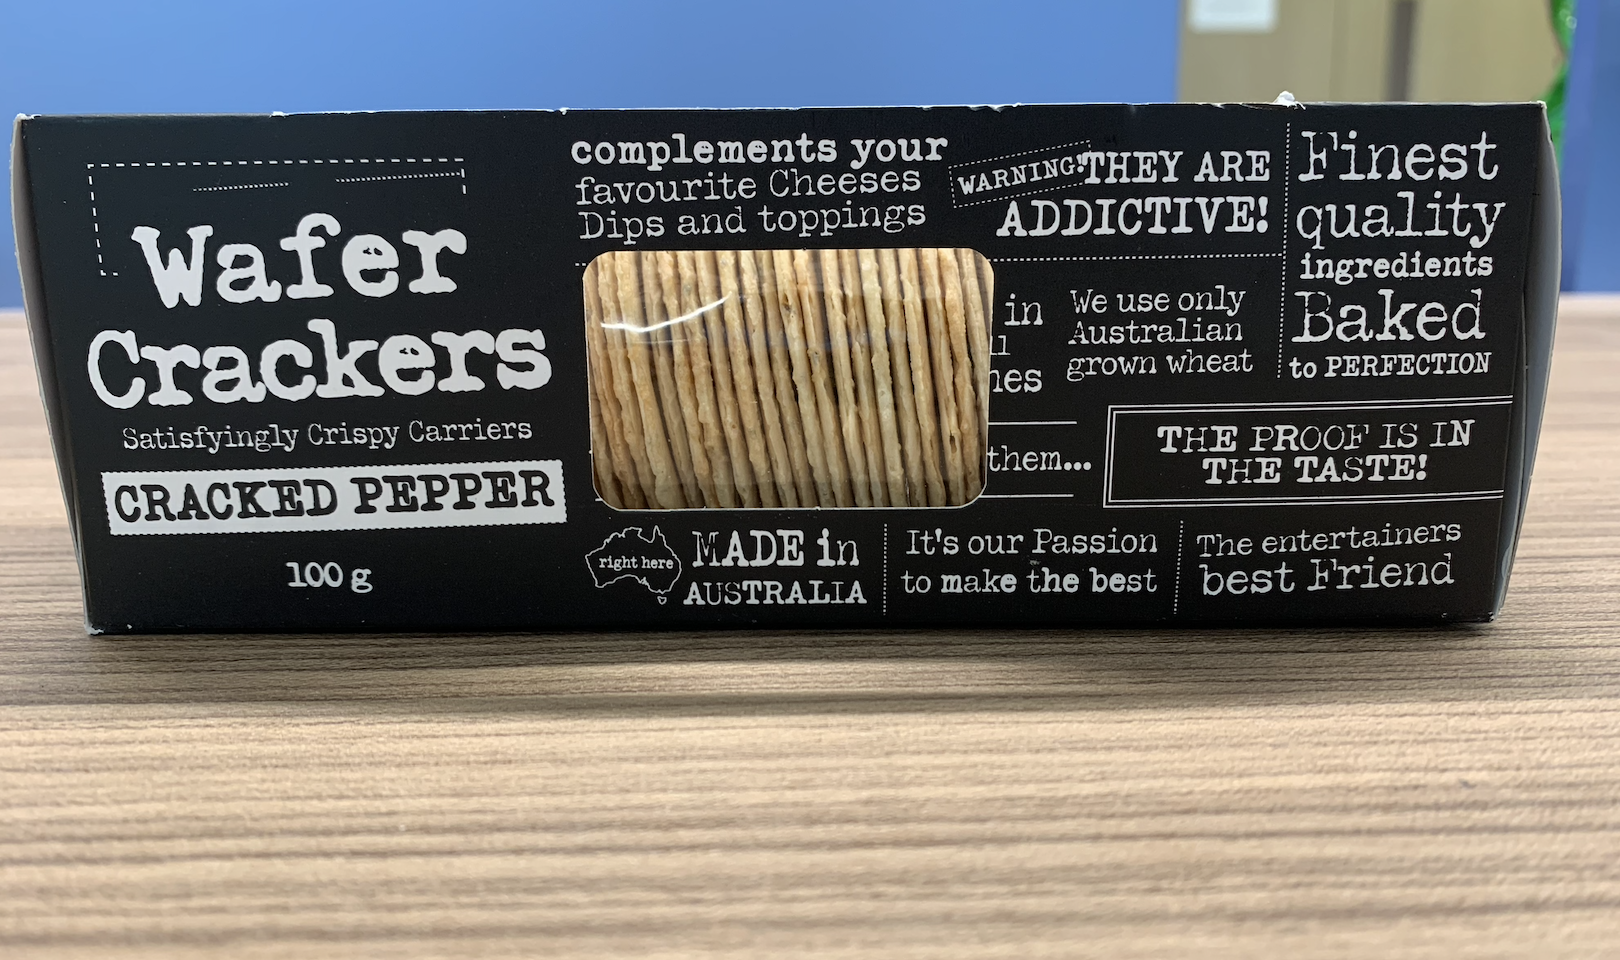 Wafer
Crackers
Satisfyingly Crispy Carriers
CRACKED PEPPER
100 g
complements your
favourite Cheeses
Dips and toppings
WARNING! THEY ARE
ADDICTIVE!
in
We use only
Australian
grown wheat
them...
Finest
quality
ingredients
Baked
to PERFECTION
THE PROOF IS IN
THE TASTE!
right here
MADE in
AUSTRALIA
It's our Passion
to make the best
The entertainers
best Friend